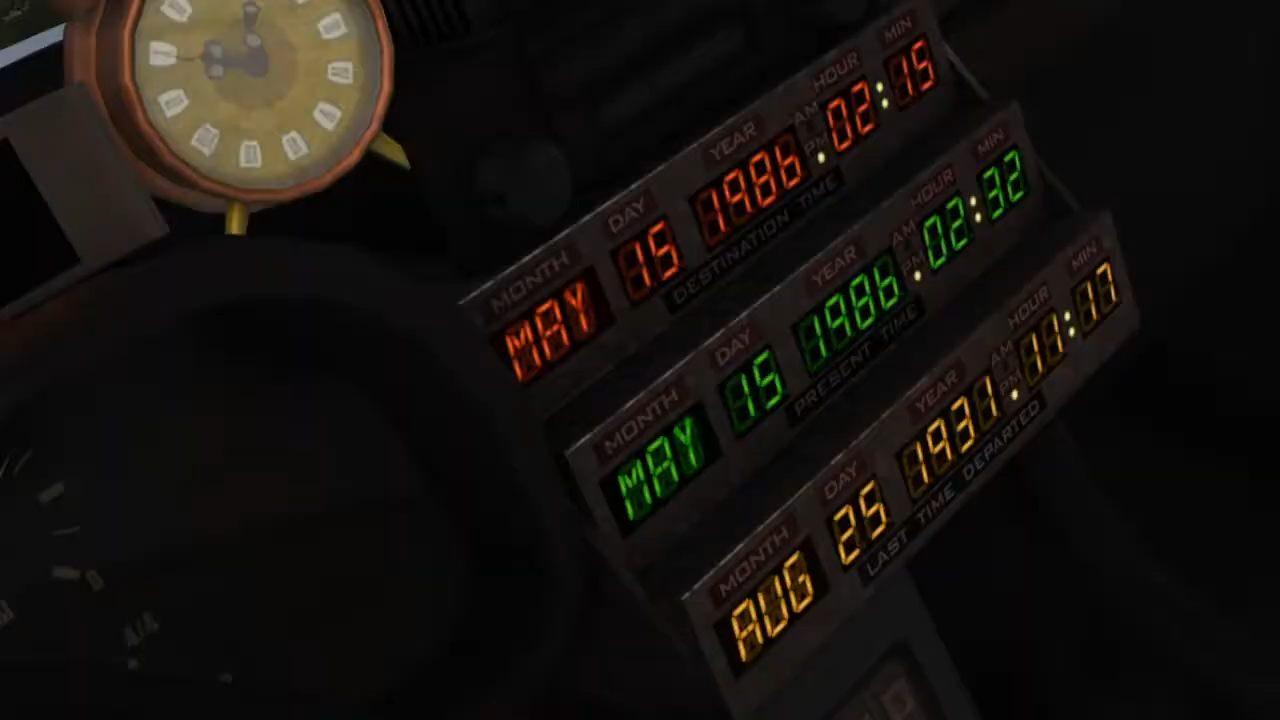 MONTH DAY YEAR AM PM HOUR MIN
MAY 15 1986 02:15
DESTINATION TIME
MONTH DAY YEAR AM PM HOUR MIN
MAY 15 1986 02:32
PRESENT TIME
MONTH DAY YEAR AM PM HOUR MIN
AUG 25 1931 11:17
LAST TIME DEPARTED